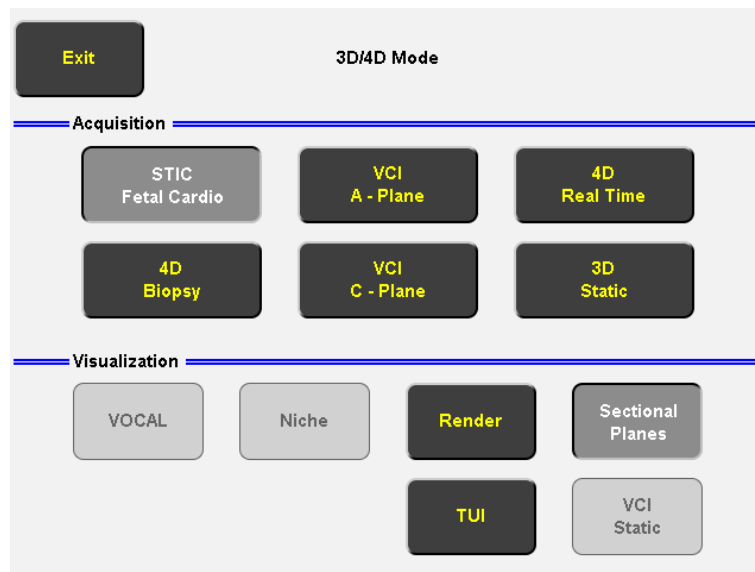 Exit
3D/4D Mode
Acquisition
STIC
Fetal Cardio
VCI
A - Plane
4D
Real Time
4D
Biopsy
VCI
C - Plane
3D
Static
Visualization
VOCAL
Niche
Render
Sectional
Planes
TUI
VCI
Static